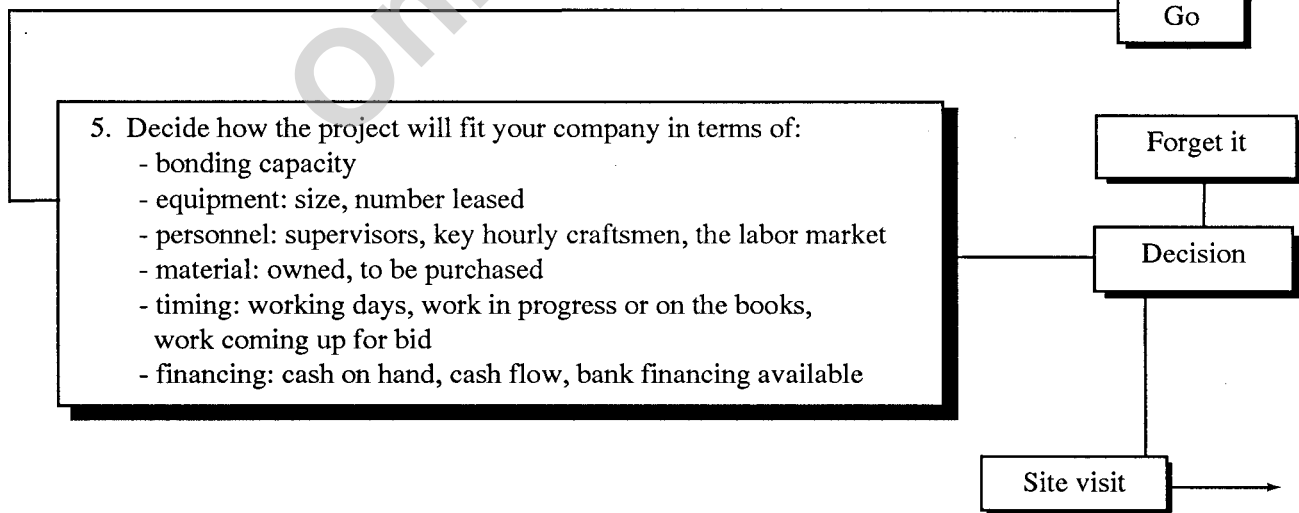 Go
5. Decide how the project will fit your company in terms of:
- bonding capacity
- equipment: size, number leased
- personnel: supervisors, key hourly craftsmen, the labor market
- material: owned, to be purchased
- timing: working days, work in progress or on the books,
work coming up for bid
- financing: cash on hand, cash flow, bank financing available
Forget it
Decision
Site visit